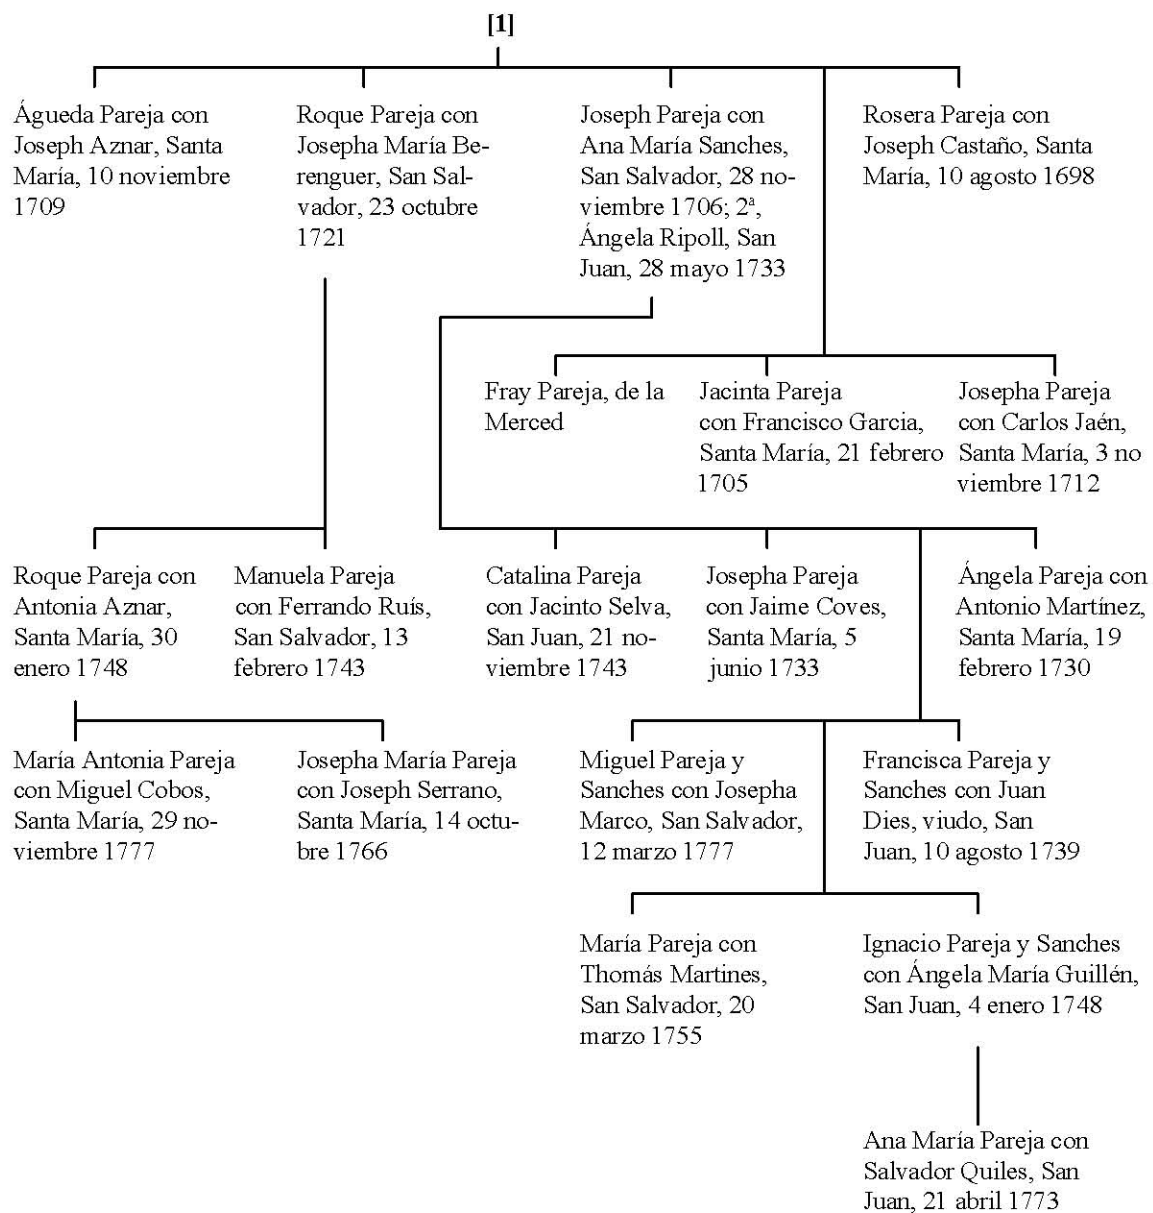 [1]
Águeda Pareja con
Joseph Aznar, Santa
María, 10 noviembre
1709
Roque Pareja con
Josepha María Be-
renguer, San Sal-
vador, 23 octubre
1721
Joseph Pareja con
Ana María Sanches,
San Salvador, 28 no-
viembre 1706; 2ª,
Ángela Ripoll, San
Juan, 28 mayo 1733
Rosera Pareja con
Joseph Castaño, Santa
María, 10 agosto 1698
Fray Pareja, de la
Merced
Jacinta Pareja
con Francisco Garcia,
Santa María, 21 febrero
1705
Josepha Pareja
con Carlos Jaén,
Santa María, 3 no
viembre 1712
Roque Pareja con
Antonia Aznar,
Santa María, 30
enero 1748
Manuela Pareja
con Ferrando Ruís,
San Salvador, 13
febrero 1743
Catalina Pareja
con Jacinto Selva,
San Juan, 21 no-
viembre 1743
Josepha Pareja
con Jaime Coves,
Santa María, 5
junio 1733
Ángela Pareja con
Antonio Martínez,
Santa María, 19
febrero 1730
María Antonia Pareja
con Miguel Cobos,
Santa María, 29 no-
viembre 1777
Josepha María Pareja
con Joseph Serrano,
Santa María, 14 octu-
bre 1766
Miguel Pareja y
Sanches con Josepha
Marco, San Salvador,
12 marzo 1777
Francisca Pareja y
Sanches con Juan
Dies, viudo, San
Juan, 10 agosto 1739
María Pareja con
Thomás Martines,
San Salvador, 20
marzo 1755
Ignacio Pareja y Sanches
con Ángela María Guillén,
San Juan, 4 enero 1748
Ana María Pareja con
Salvador Quiles, San
Juan, 21 abril 1773